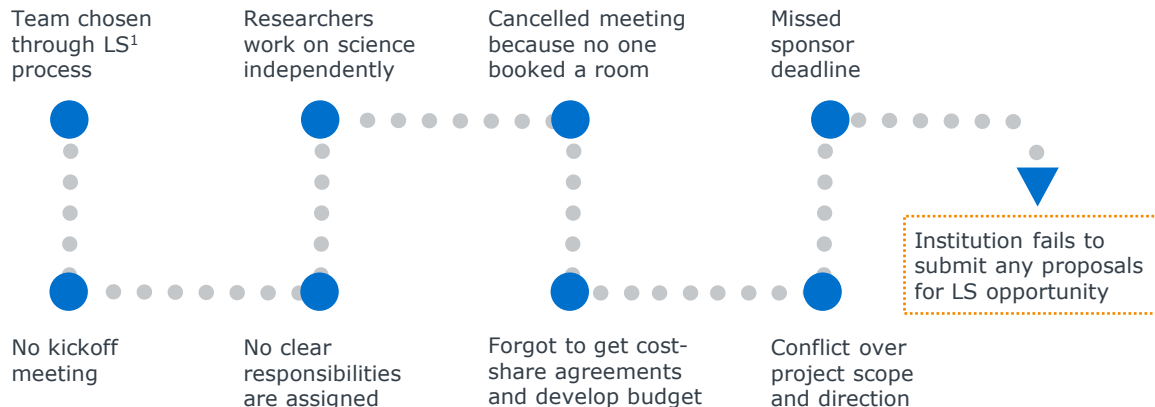 Team chosen
through LS¹
process
Researchers
work on science
independently
Cancelled meeting
because no one
booked a room
Missed
sponsor
deadline
Institution fails to
submit any proposals
for LS opportunity
No kickoff
meeting
No clear
responsibilities
are assigned
Forgot to get cost-
share agreements
and develop budget
Conflict over
project scope
and direction